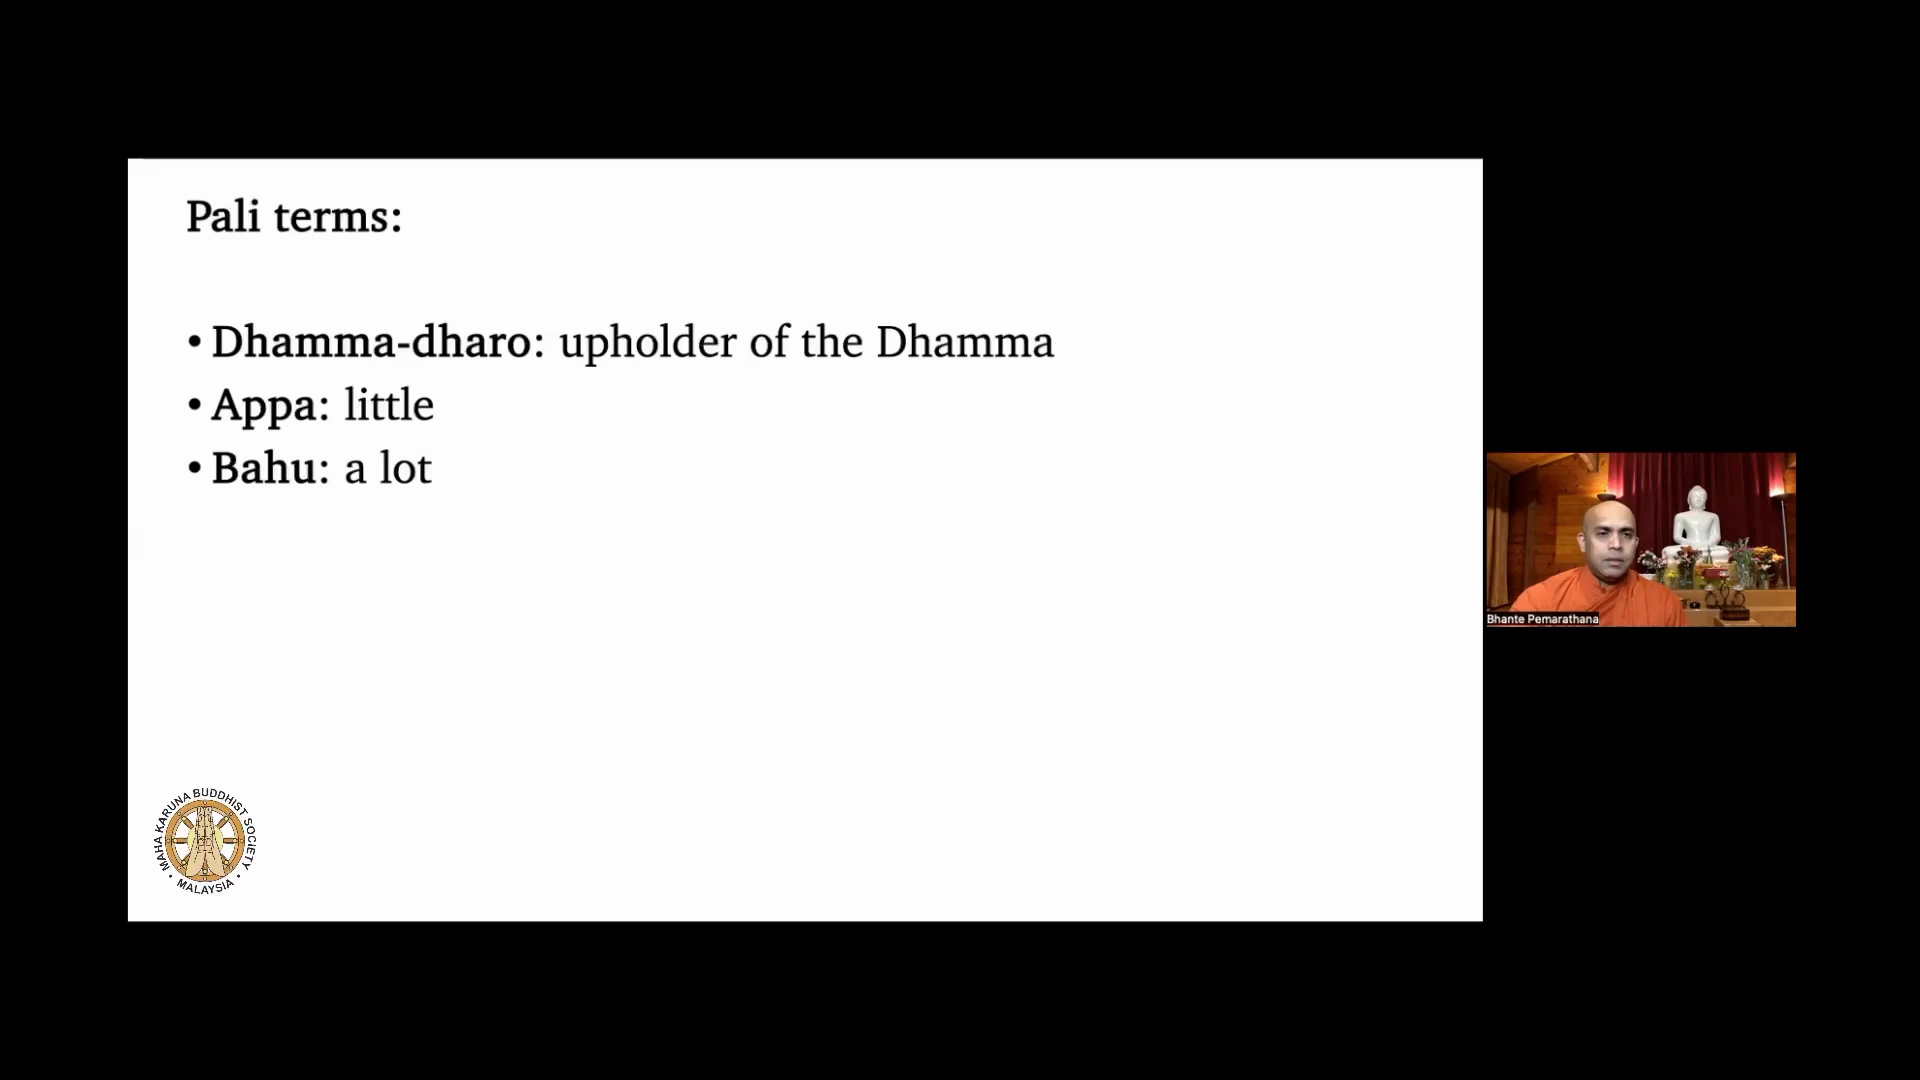 Pali terms:
• Dhamma-dharo: upholder of the Dhamma
• Appa: little
• Bahu: a lot
MAHA KARUNA BUDDHIST SOCIETY
• MALAYSIA •
Bhante Pemarathana